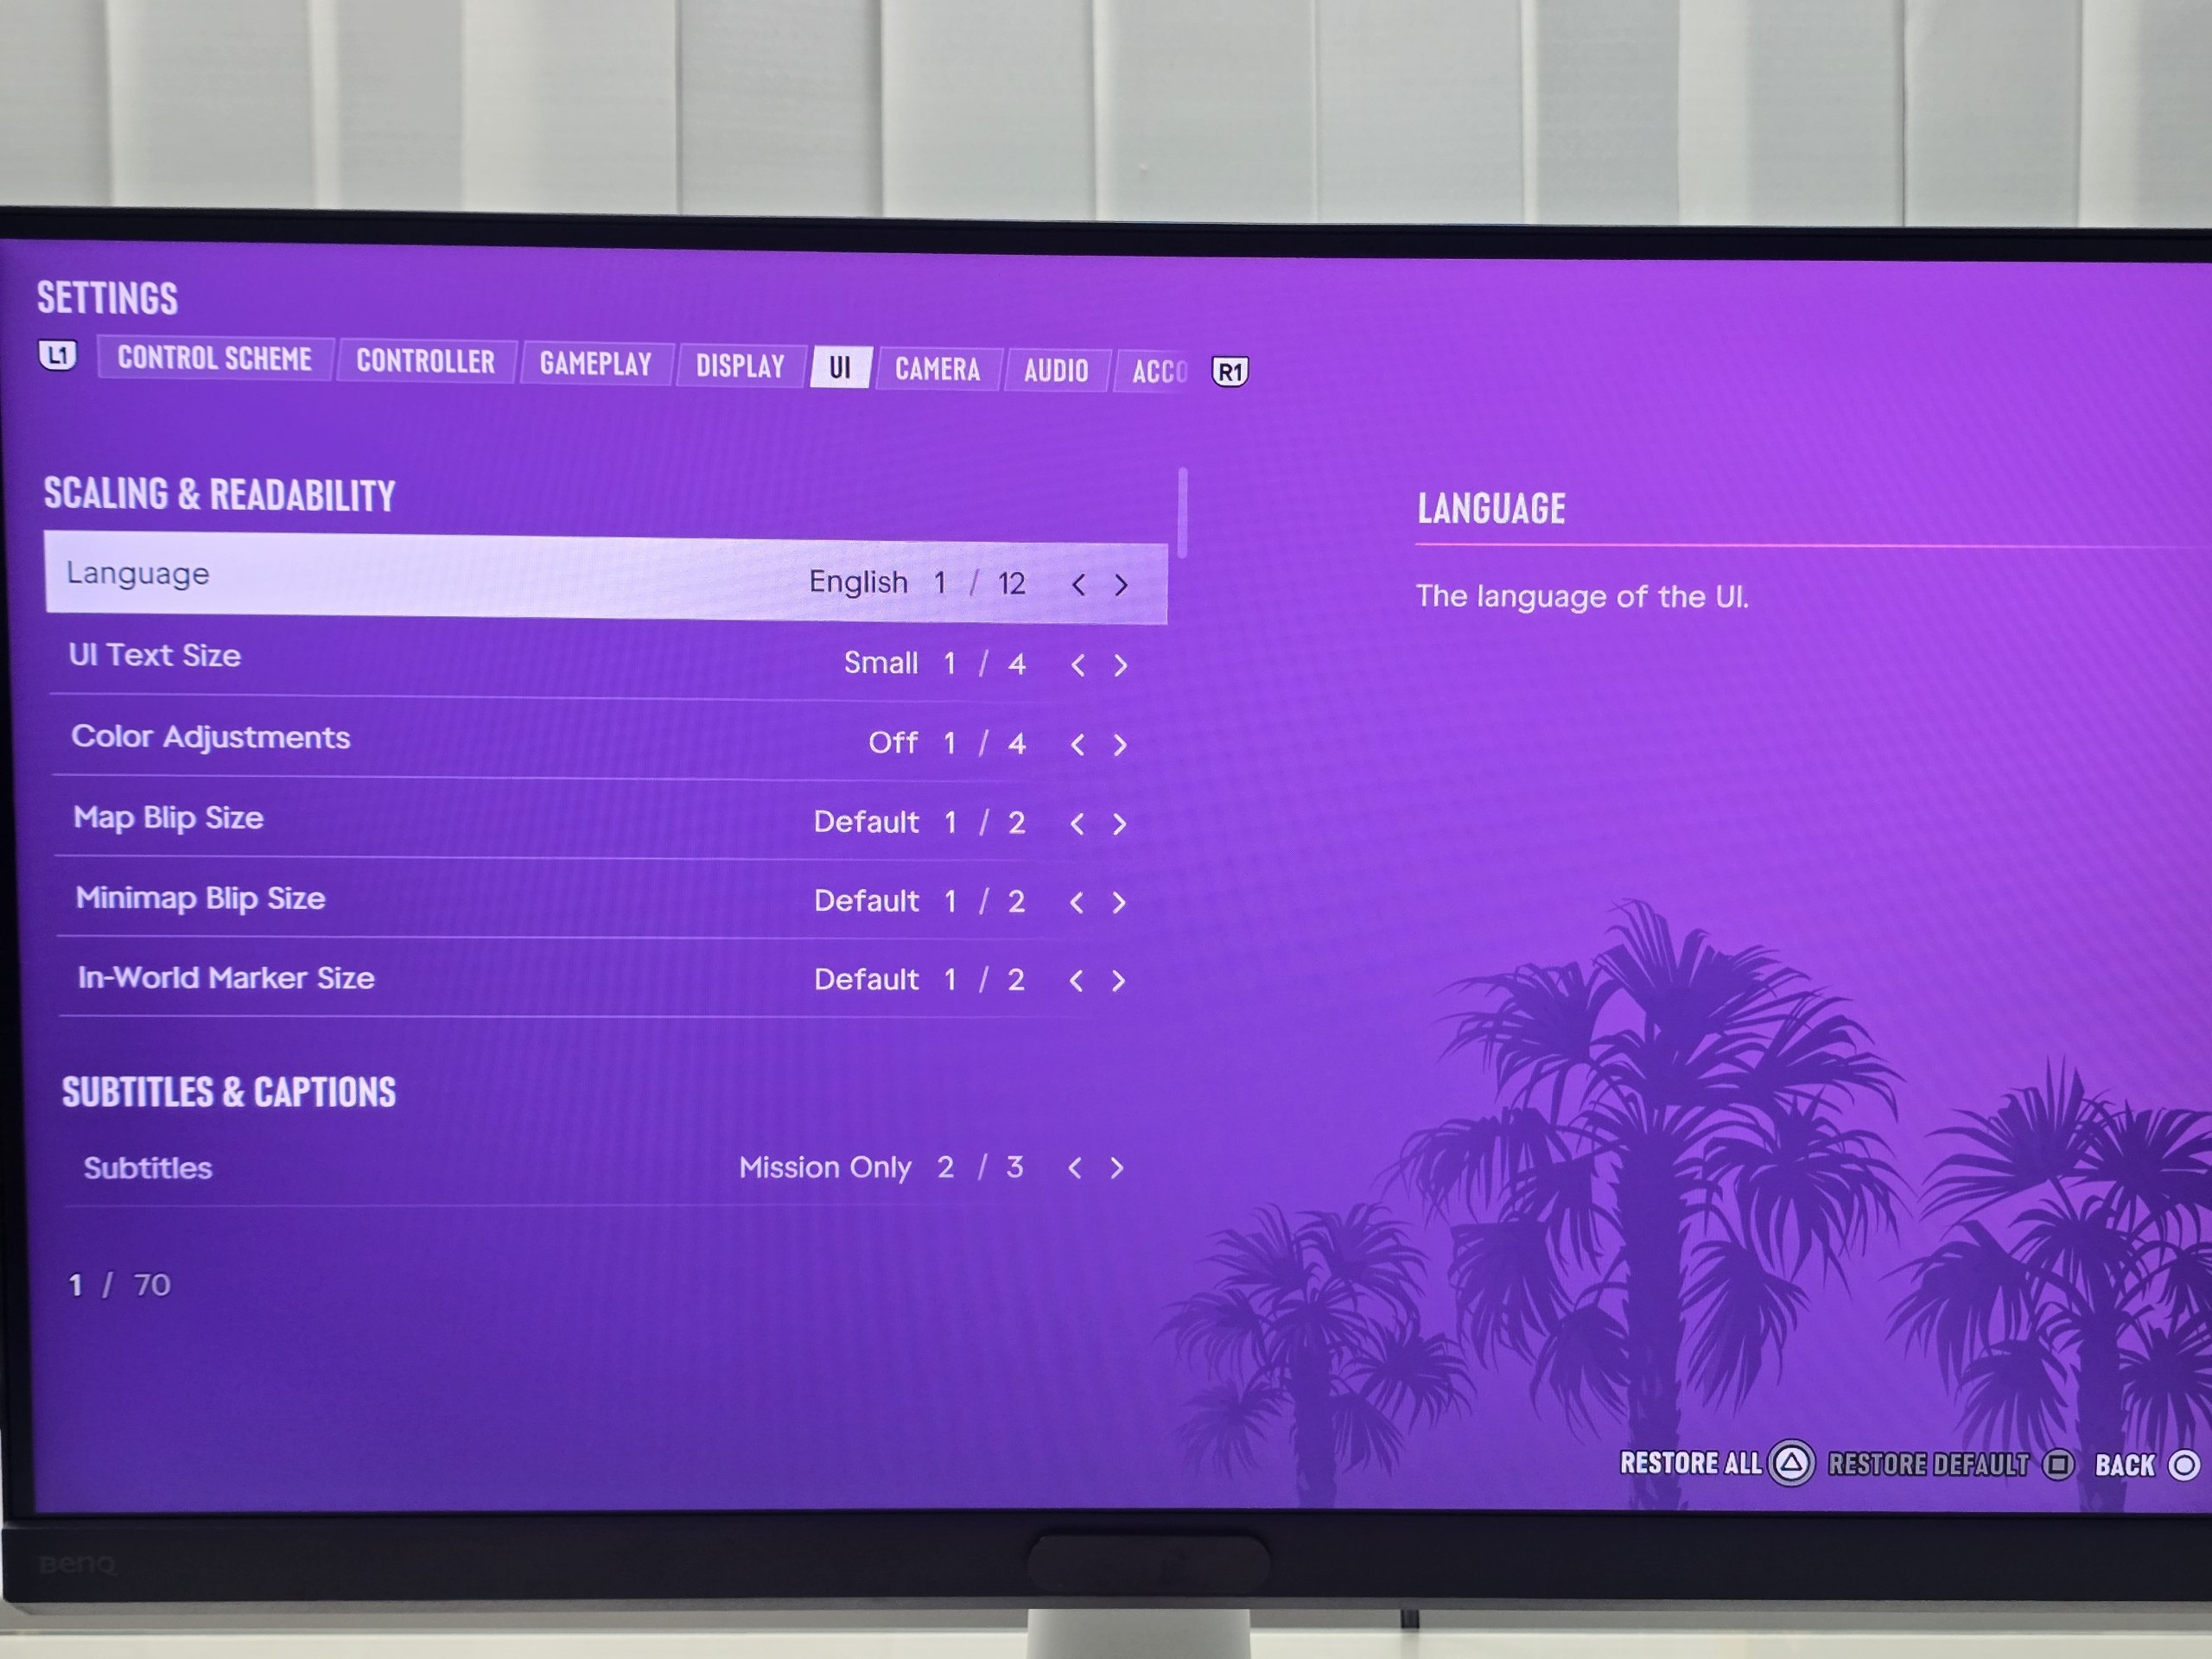 SETTINGS
L1 CONTROL SCHEME CONTROLLER GAMEPLAY DISPLAY UI CAMERA AUDIO ACCO R1
SCALING & READABILITY
Language English 1 / 12 < >
UI Text Size Small 1 / 4 < >
Color Adjustments Off 1 / 4 < >
Map Blip Size Default 1 / 2 < >
Minimap Blip Size Default 1 / 2 < >
In-World Marker Size Default 1 / 2 < >
SUBTITLES & CAPTIONS
Subtitles Mission Only 2 / 3 < >
1 / 70
LANGUAGE
The language of the UI.
RESTORE ALL RESTORE DEFAULT BACK
BenQ